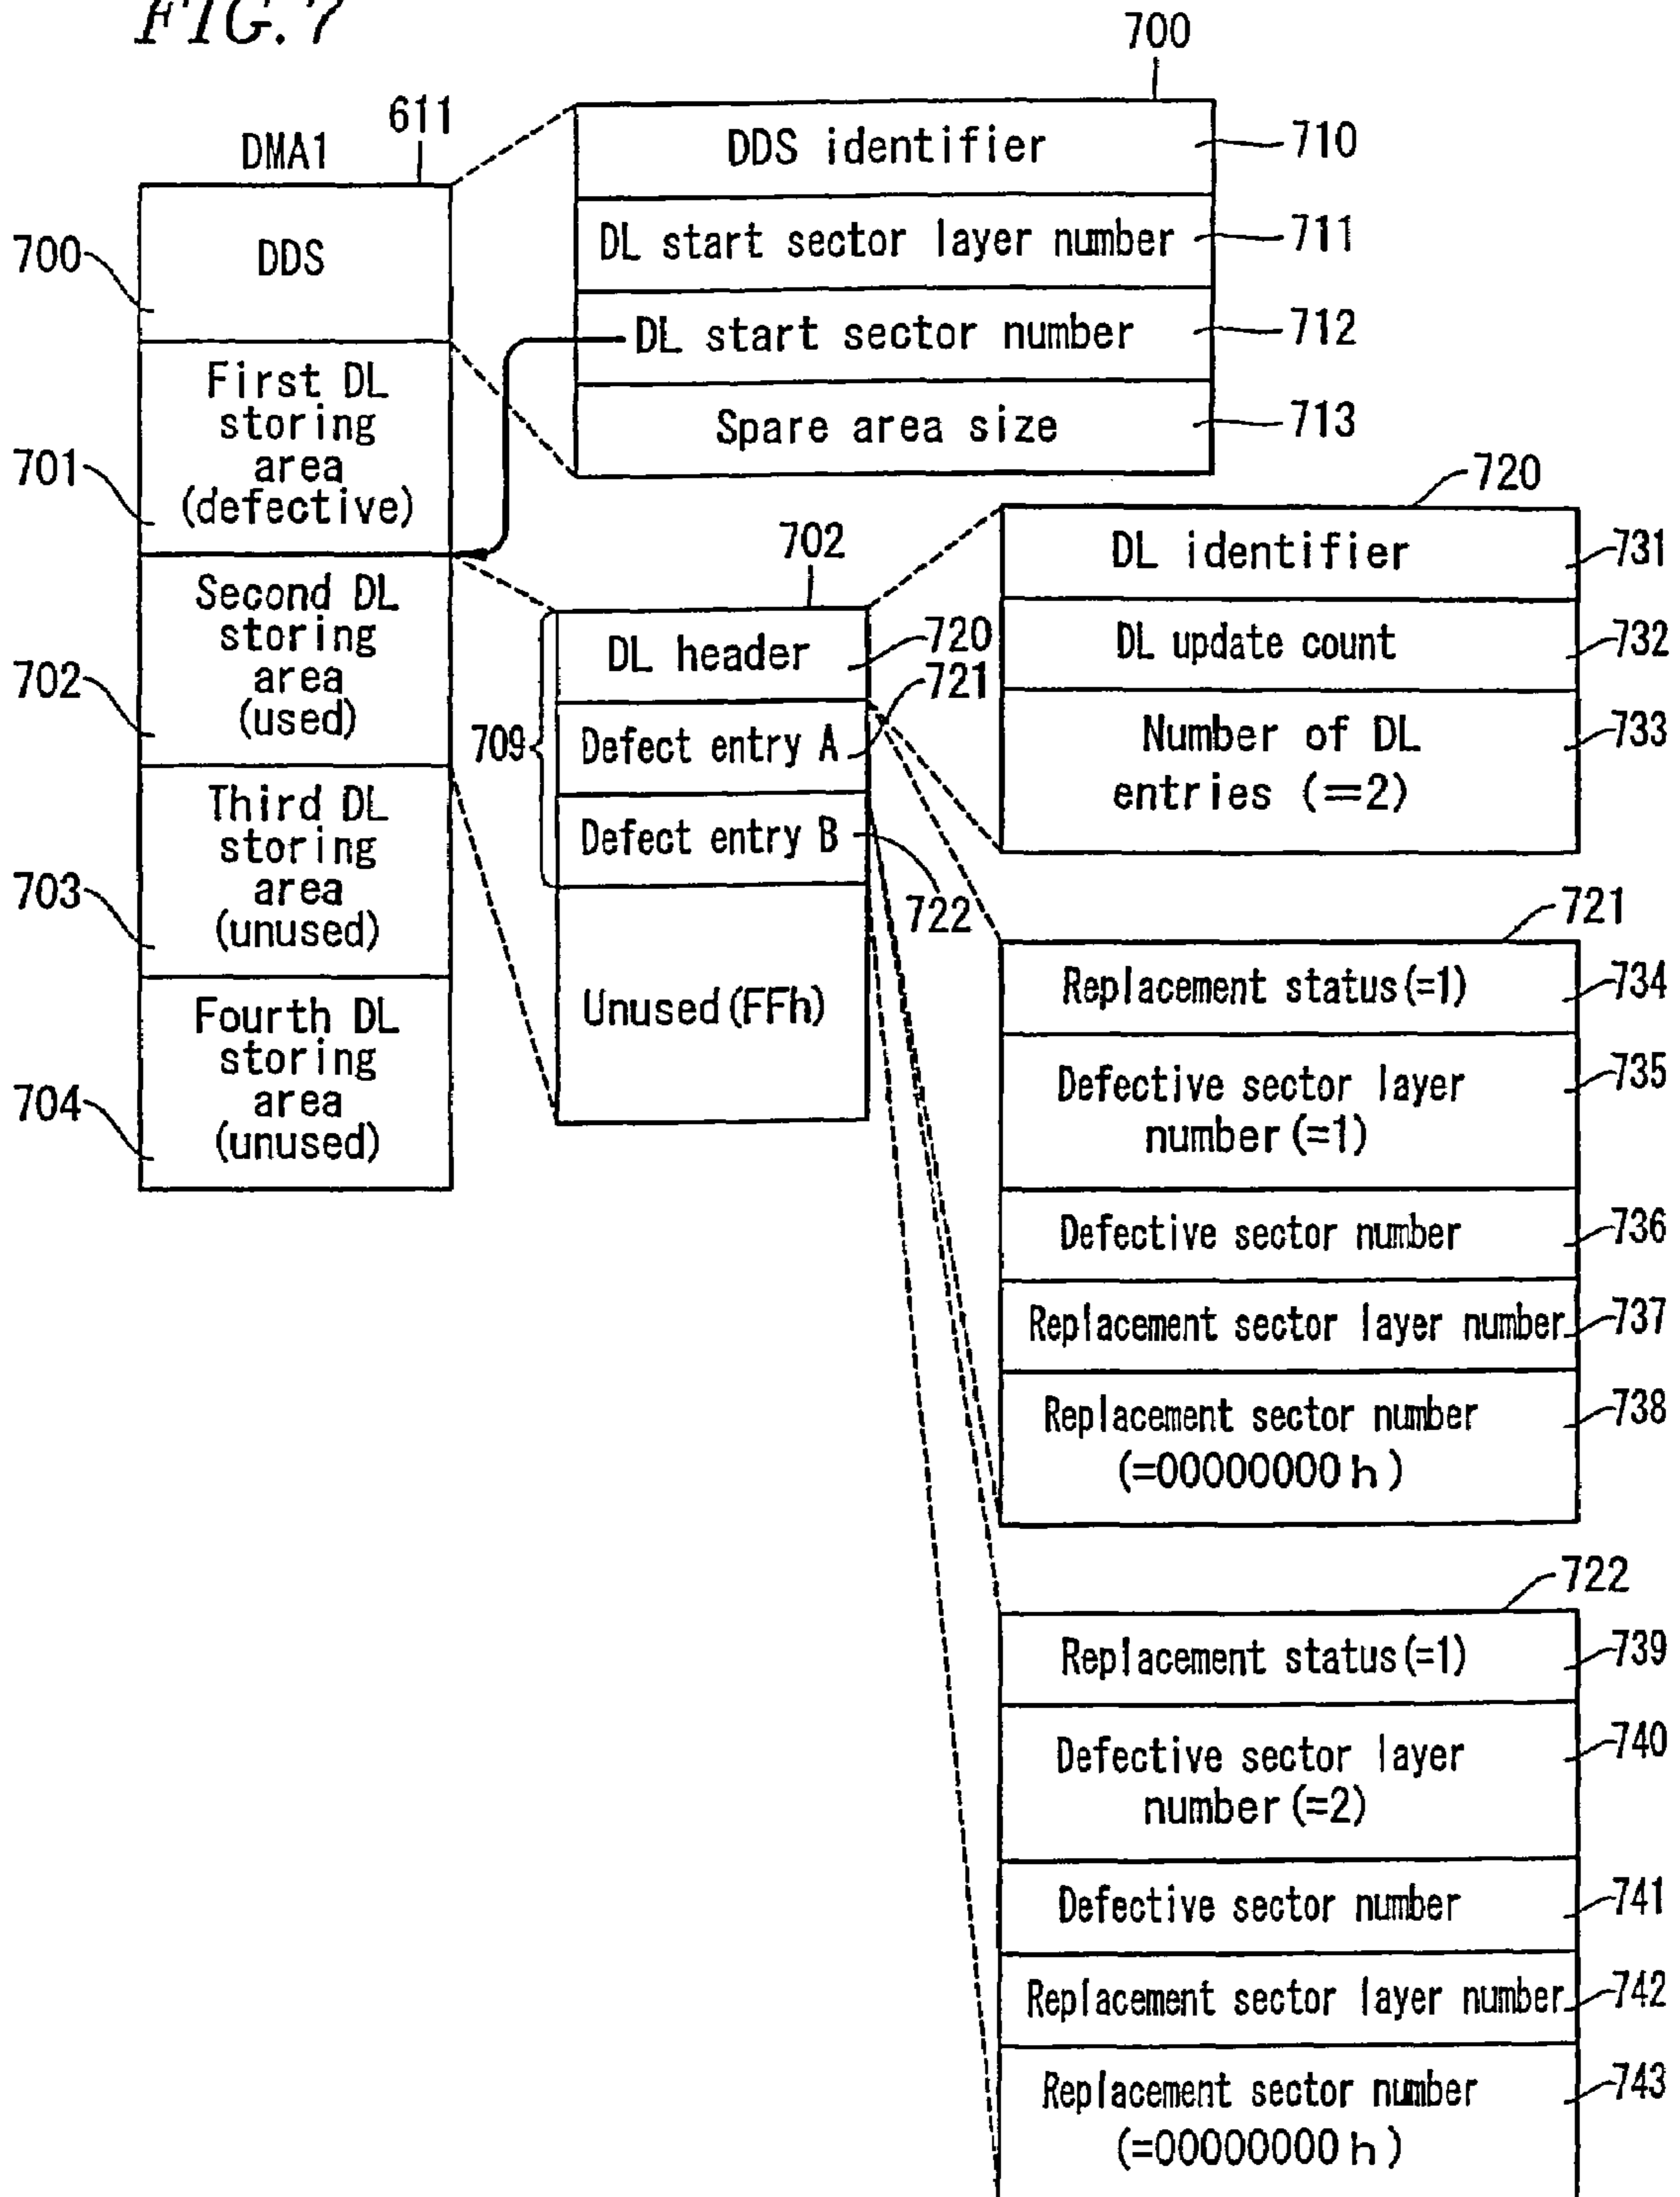 FIG. 7
700
611
DMA1
DDS identifier
710
DL start sector layer number
711
700
DDS
DL start sector number
712
Spare area size
713
First DL
storing
area
(defective)
701
720
702
DL identifier
731
DL update count
732
Number of DL
entries (=2)
733
Second DL
storing
area
(used)
702
DL header
720
721
709
Defect entry A
Defect entry B
722
Unused(FFh)
Third DL
storing
area
(unused)
703
Fourth DL
storing
area
(unused)
704
721
Replacement status(=1)
734
Defective sector layer
number(=1)
735
Defective sector number
736
Replacement sector layer number
737
Replacement sector number
(=00000000h)
738
722
Replacement status(=1)
739
Defective sector layer
number(=2)
740
Defective sector number
741
Replacement sector layer number
742
Replacement sector number
(=00000000h)
743